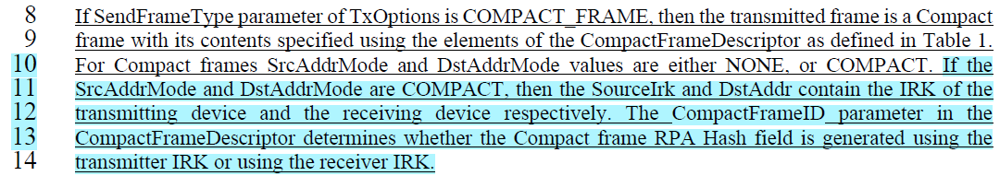 8 If SendFrameType parameter of TxOptions is COMPACT_FRAME, then the transmitted frame is a Compact
9 frame with its contents specified using the elements of the CompactFrameDescriptor as defined in Table 1.
10 For Compact frames SrcAddrMode and DstAddrMode values are either NONE, or COMPACT. If the
11 SrcAddrMode and DstAddrMode are COMPACT, then the SourceIrk and DstAddr contain the IRK of the
12 transmitting device and the receiving device respectively. The CompactFrameID parameter in the
13 CompactFrameDescriptor determines whether the Compact frame RPA Hash field is generated using the
14 transmitter IRK or using the receiver IRK.